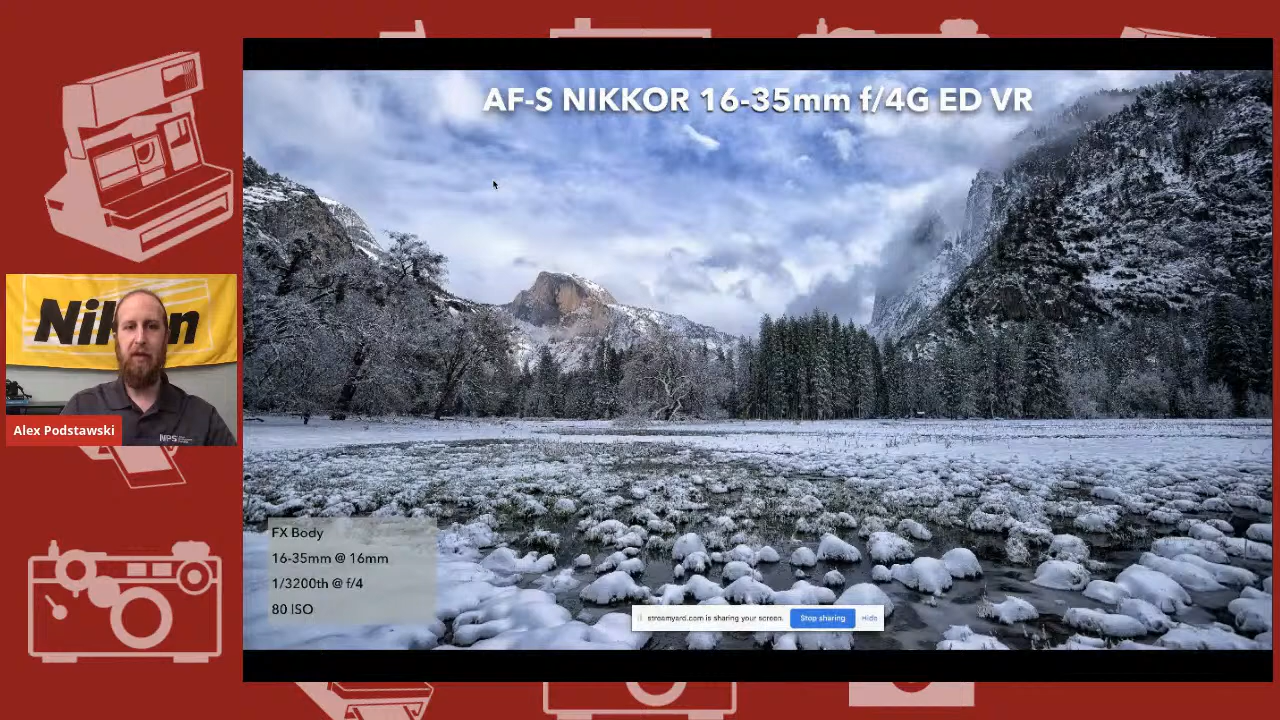 AF-S NIKKOR 16-35mm f/4G ED VR
Nikon
NPS
Alex Podstawski
FX Body
16-35mm @ 16mm
1/3200th @ f/4
80 ISO
streamyard.com is sharing your screen.
Stop sharing
Hide